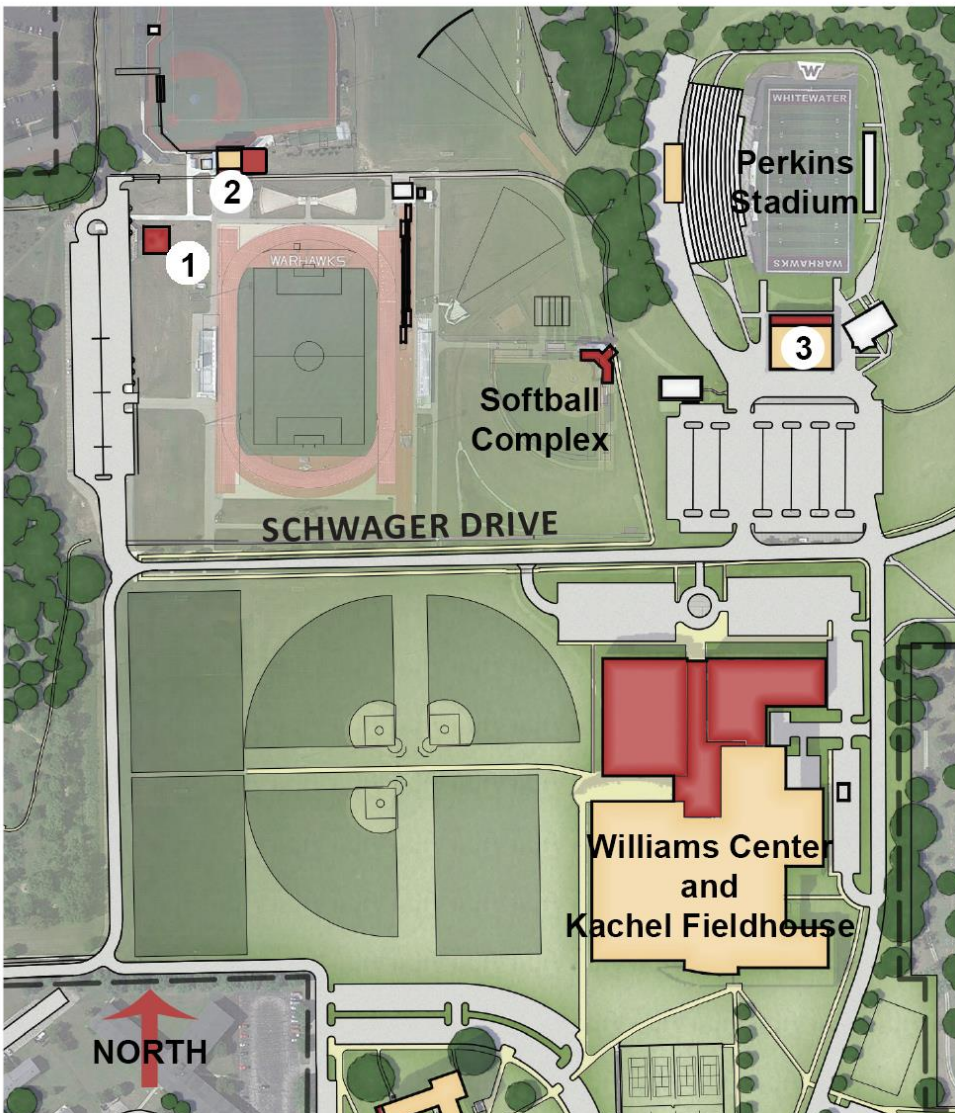 W
WHITEWATER
Perkins
Stadium
2
1
WARHAWKS
WARHAWKS
3
Softball
Complex
SCHWAGER DRIVE
Williams Center
and
Kachel Fieldhouse
NORTH